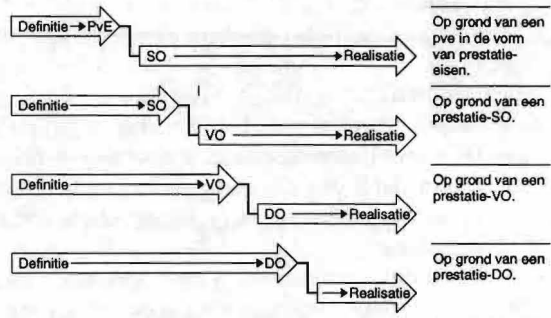 Definitie PvE
SO Realisatie
Op grond van een
pve in de vorm
van prestatie-
eisen.
Definitie SO
VO Realisatie
Op grond van een
prestatie-SO.
Definitie VO
DO Realisatie
Op grond van een
prestatie-VO.
Definitie DO
Realisatie
Op grond van een
prestatie-DO.